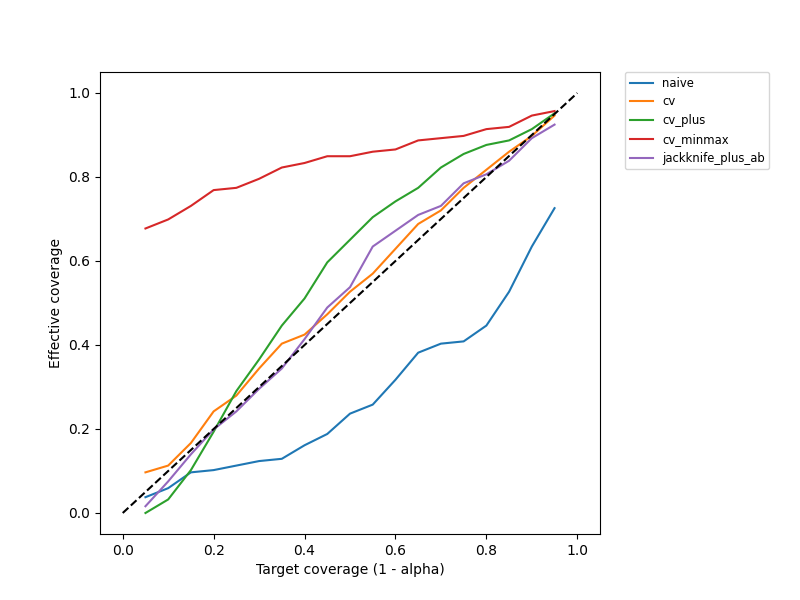 naive
cv
cv_plus
cv_minmax
jackknife_plus_ab
1.0
0.8
0.6
0.4
0.2
0.0
Effective coverage
0.0 0.2 0.4 0.6 0.8 1.0
Target coverage (1 - alpha)